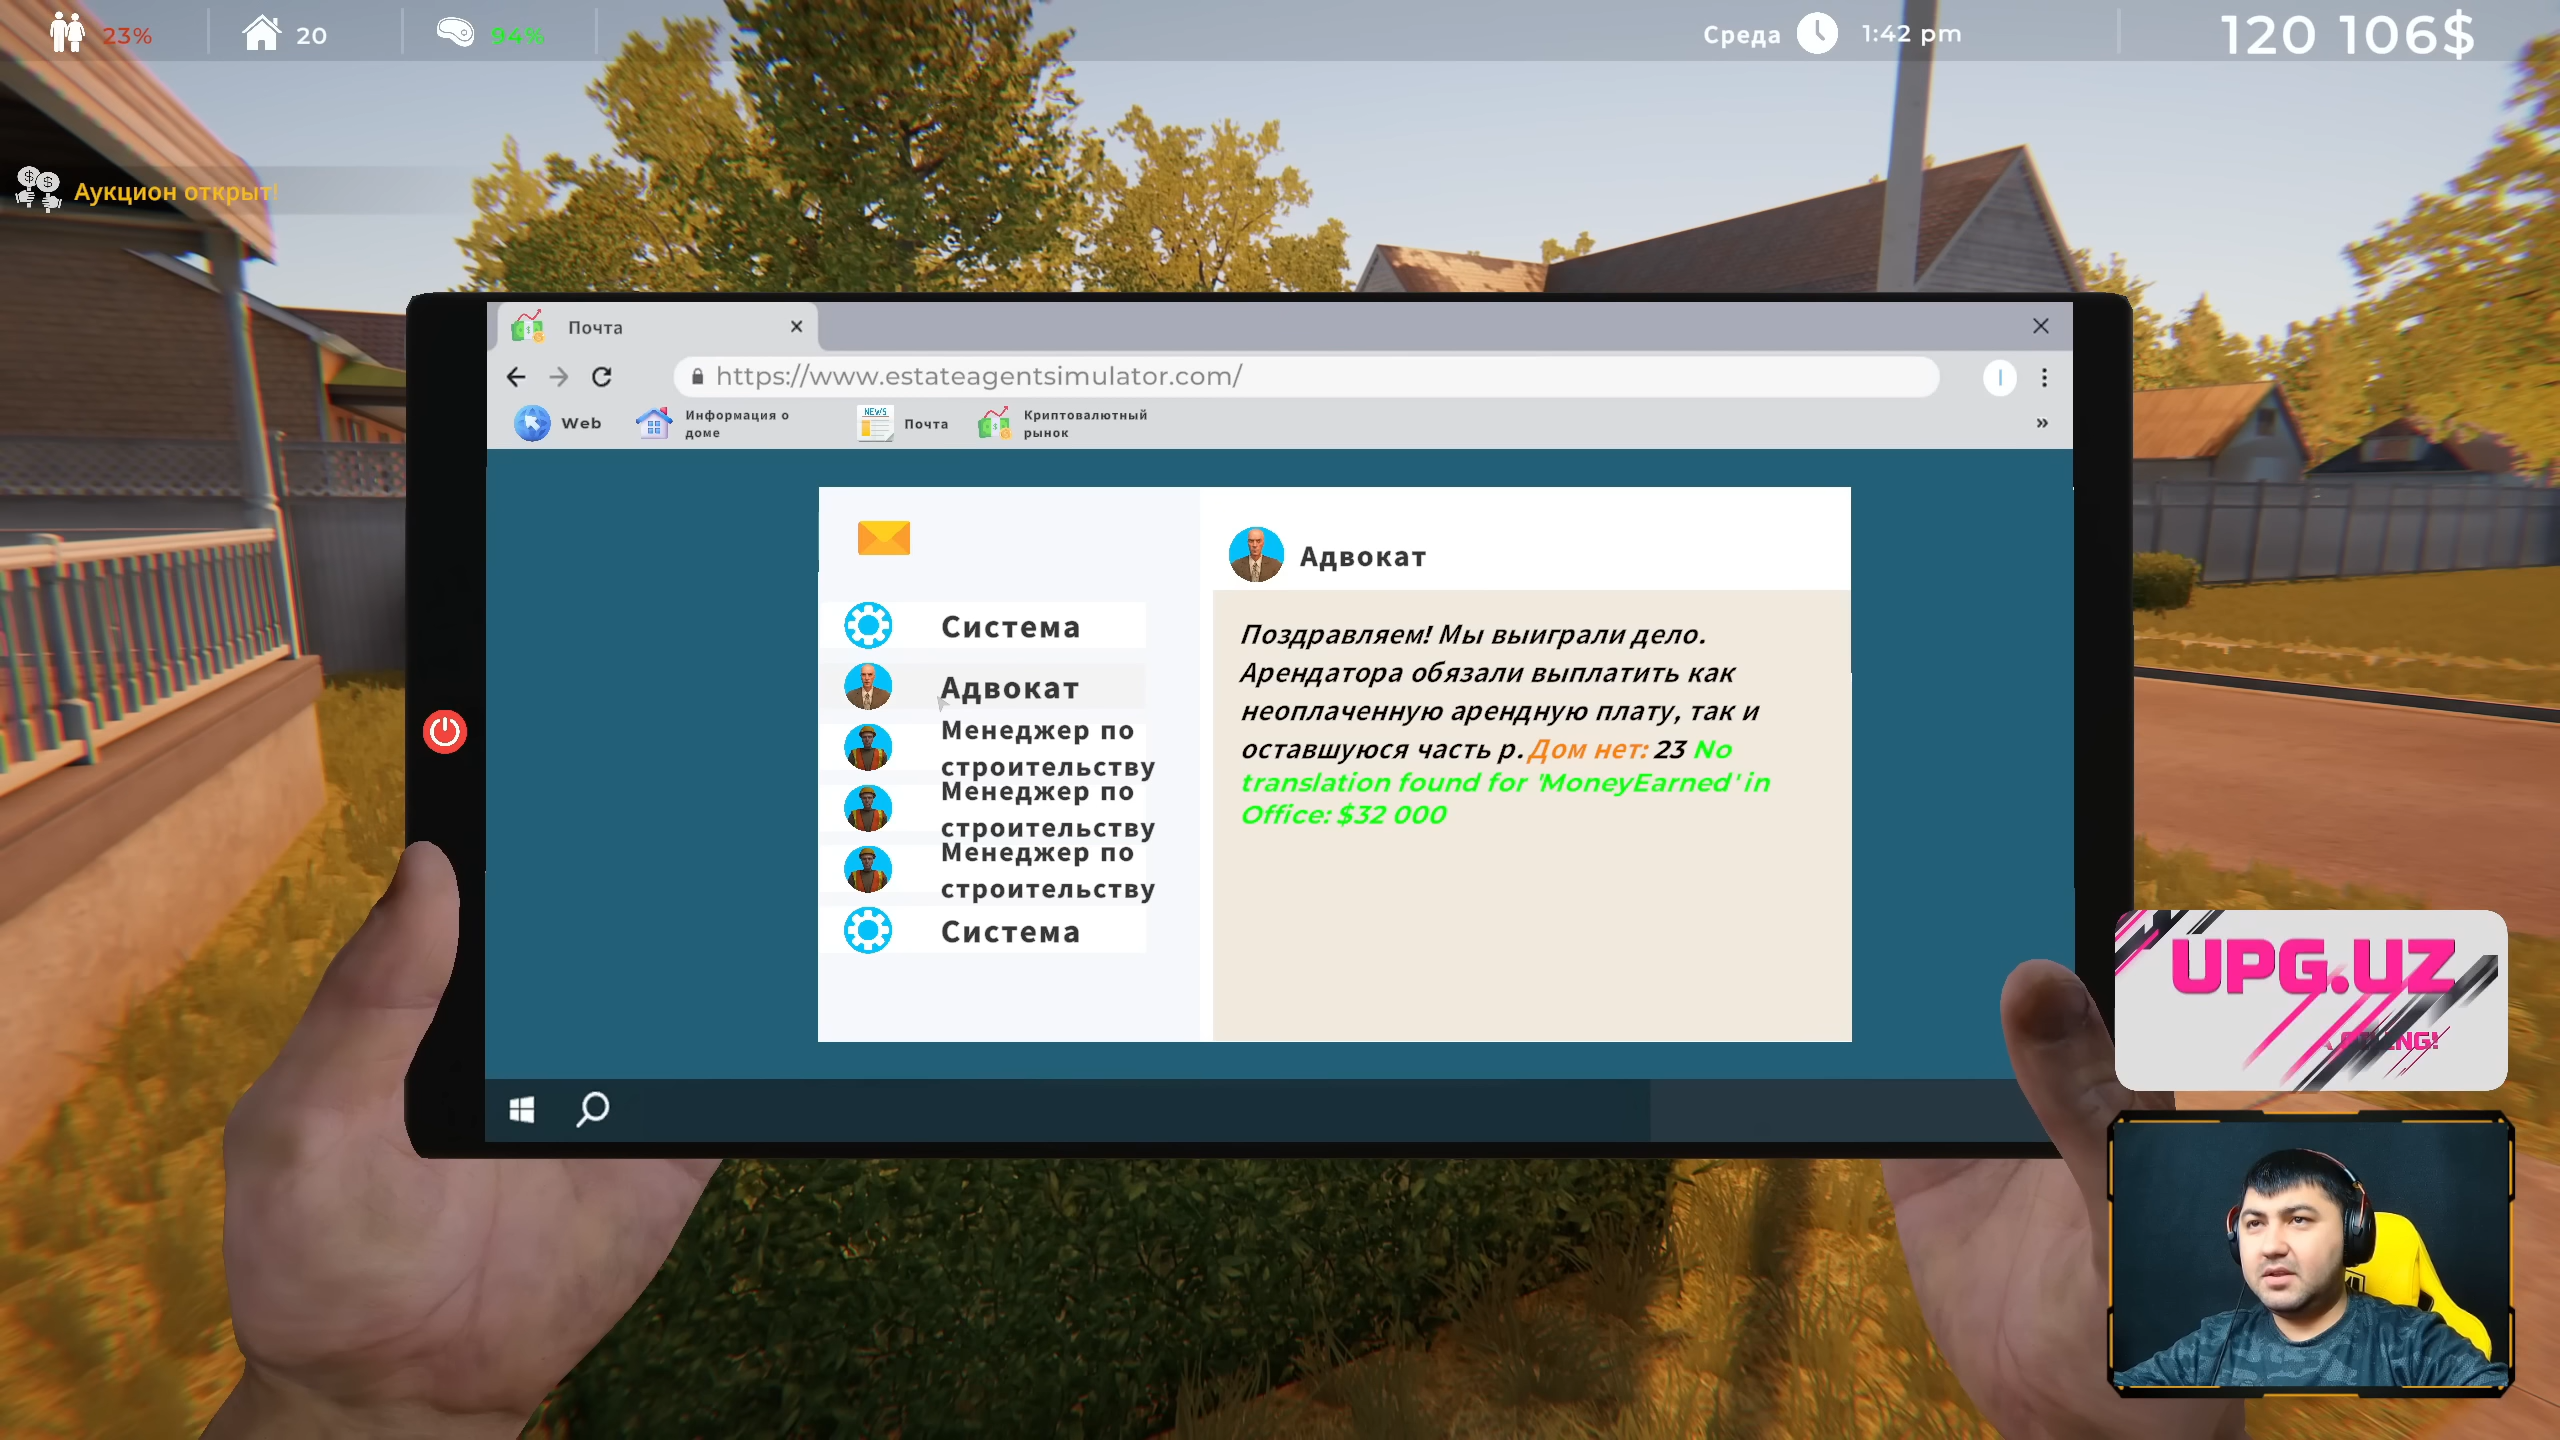 23%
20
94%
Среда
1:42 pm
120 106$
Аукцион открыт!
Почта
https://www.estateagentsimulator.com/
Web
Информация о
доме
NEWS
Почта
Криптовалютный
рынок
Система
Адвокат
Менеджер по
строительству
Менеджер по
строительству
Менеджер по
строительству
Система
Адвокат
Поздравляем! Мы выиграли дело.
Арендатора обязали выплатить как
неоплаченную арендную плату, так и
оставшуюся часть р. Дом нет: 23 No
translation found for 'MoneyEarned' in
Office: $32 000
UPG.UZ